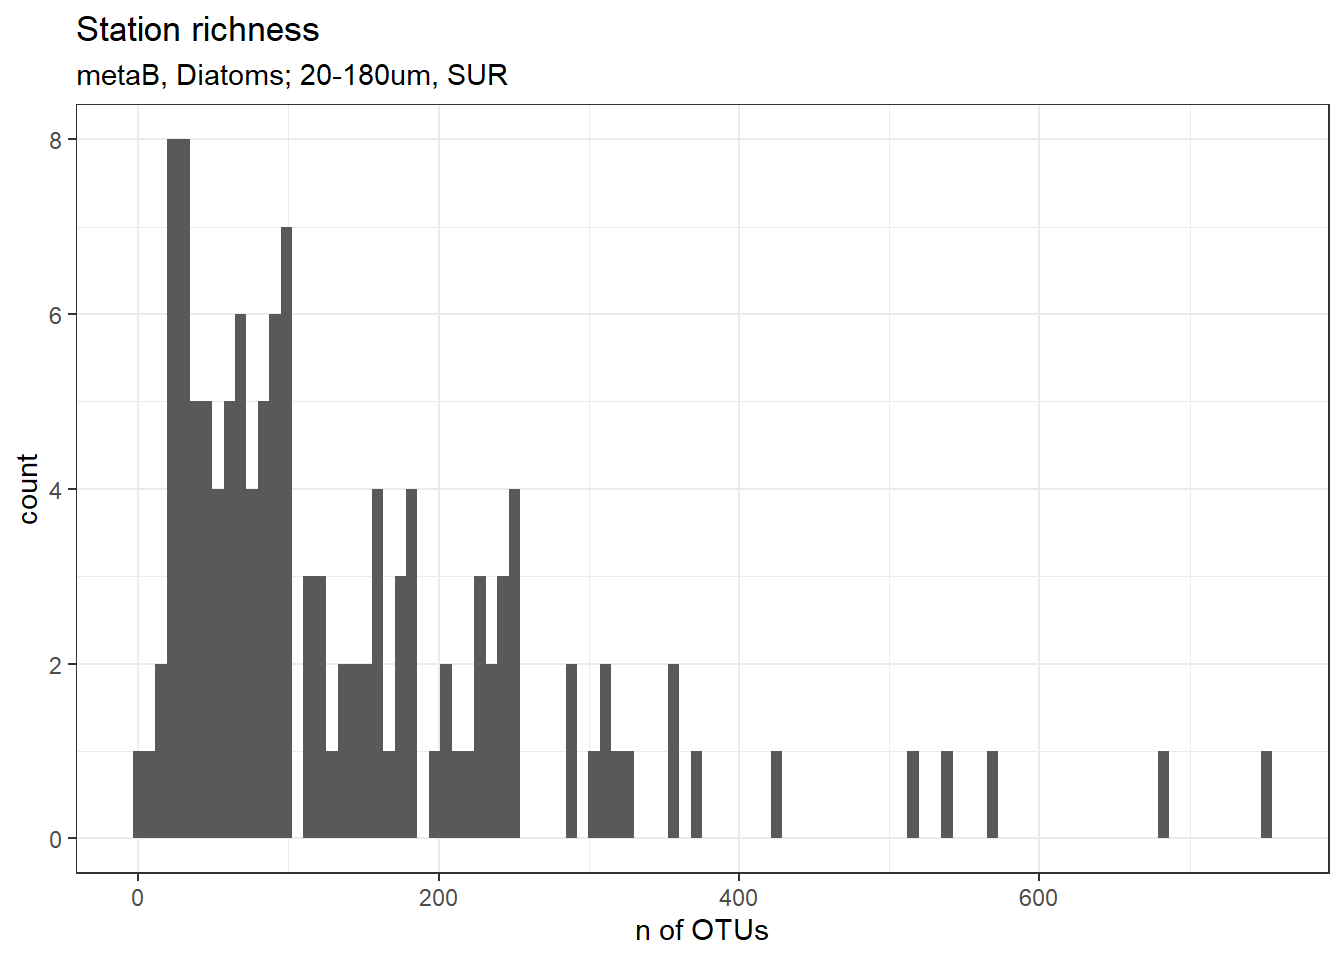 Station richness
metaB, Diatoms; 20-180um, SUR
8
6
4
2
0
count
0 200 400 600
n of OTUs